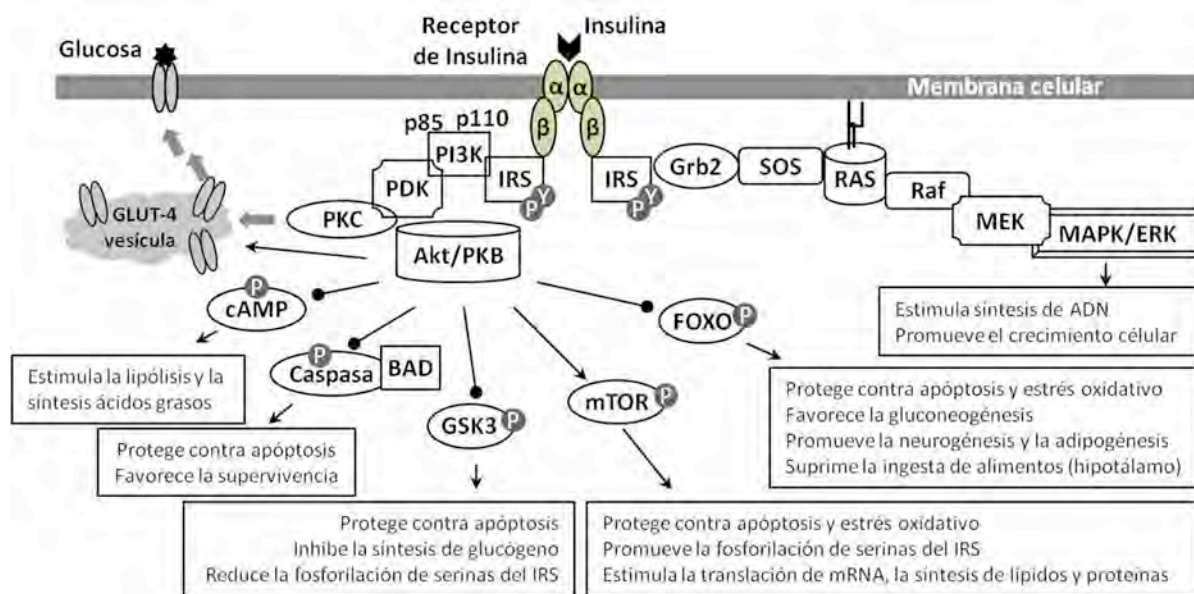 Glucosa
Receptor
de Insulina
Insulina
Membrana celular
α α
β β
p85 p110
PI3K
PDK
IRS
P Y
IRS
P Y
Grb2
SOS
RAS
Raf
MEK
MAPK/ERK
PKC
Akt/PKB
GLUT-4
vesícula
P
cAMP
P
Caspasa
BAD
GSK3
P
mTOR
P
FOXO
P
Estimula síntesis de ADN
Promueve el crecimiento célular
Estimula la lipólisis y la
síntesis ácidos grasos
Protege contra apóptosis
Favorece la supervivencia
Protege contra apóptosis y estrés oxidativo
Favorece la gluconeogénesis
Promueve la neurogénesis y la adipogénesis
Suprime la ingesta de alimentos (hipotálamo)
Protege contra apóptosis
Inhibe la síntesis de glucógeno
Reduce la fosforilación de serinas del IRS
Protege contra apóptosis y estrés oxidativo
Promueve la fosforilación de serinas del IRS
Estimula la translación de mRNA, la síntesis de lípidos y proteínas